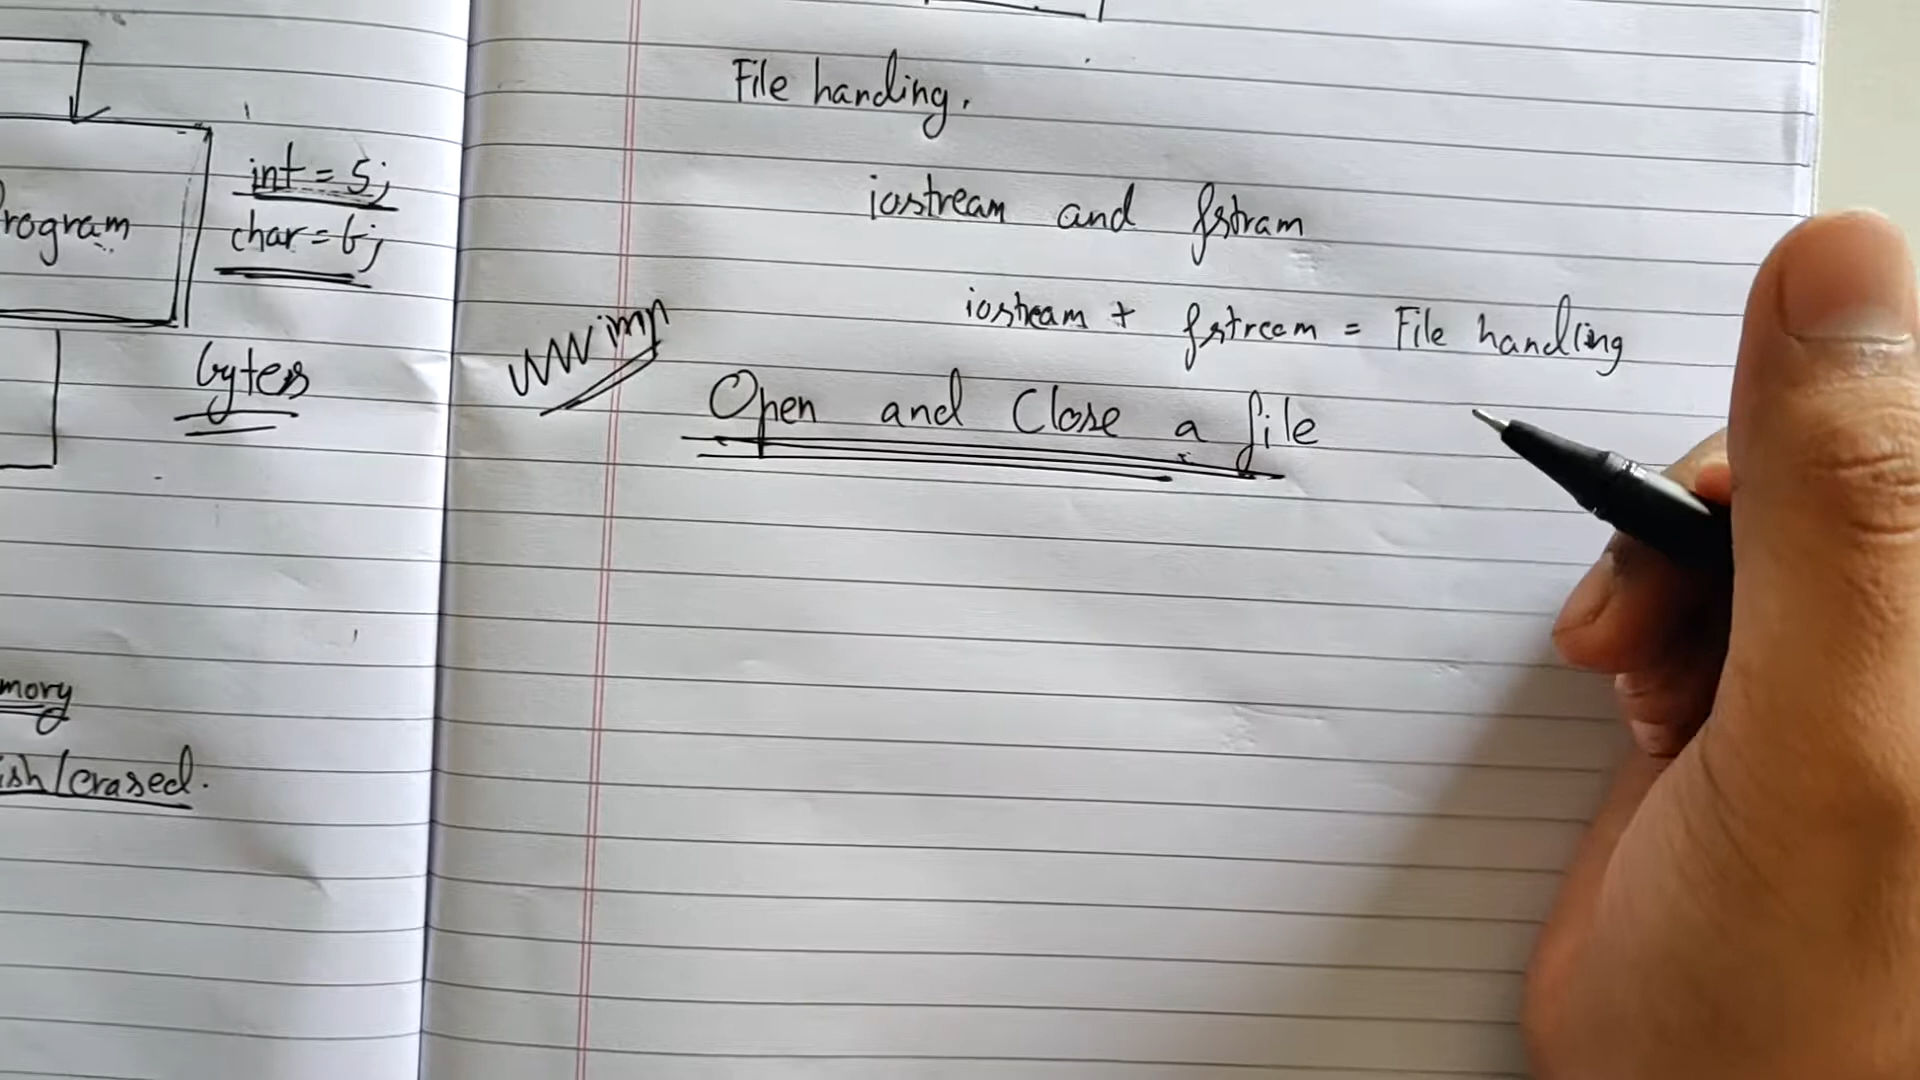 rogram
int = 5;
char = 6;
bytes
mory
ish/erased.
File handing.
iostream and fstram
iostream + fstream = File handling
imp
Open and Close a file